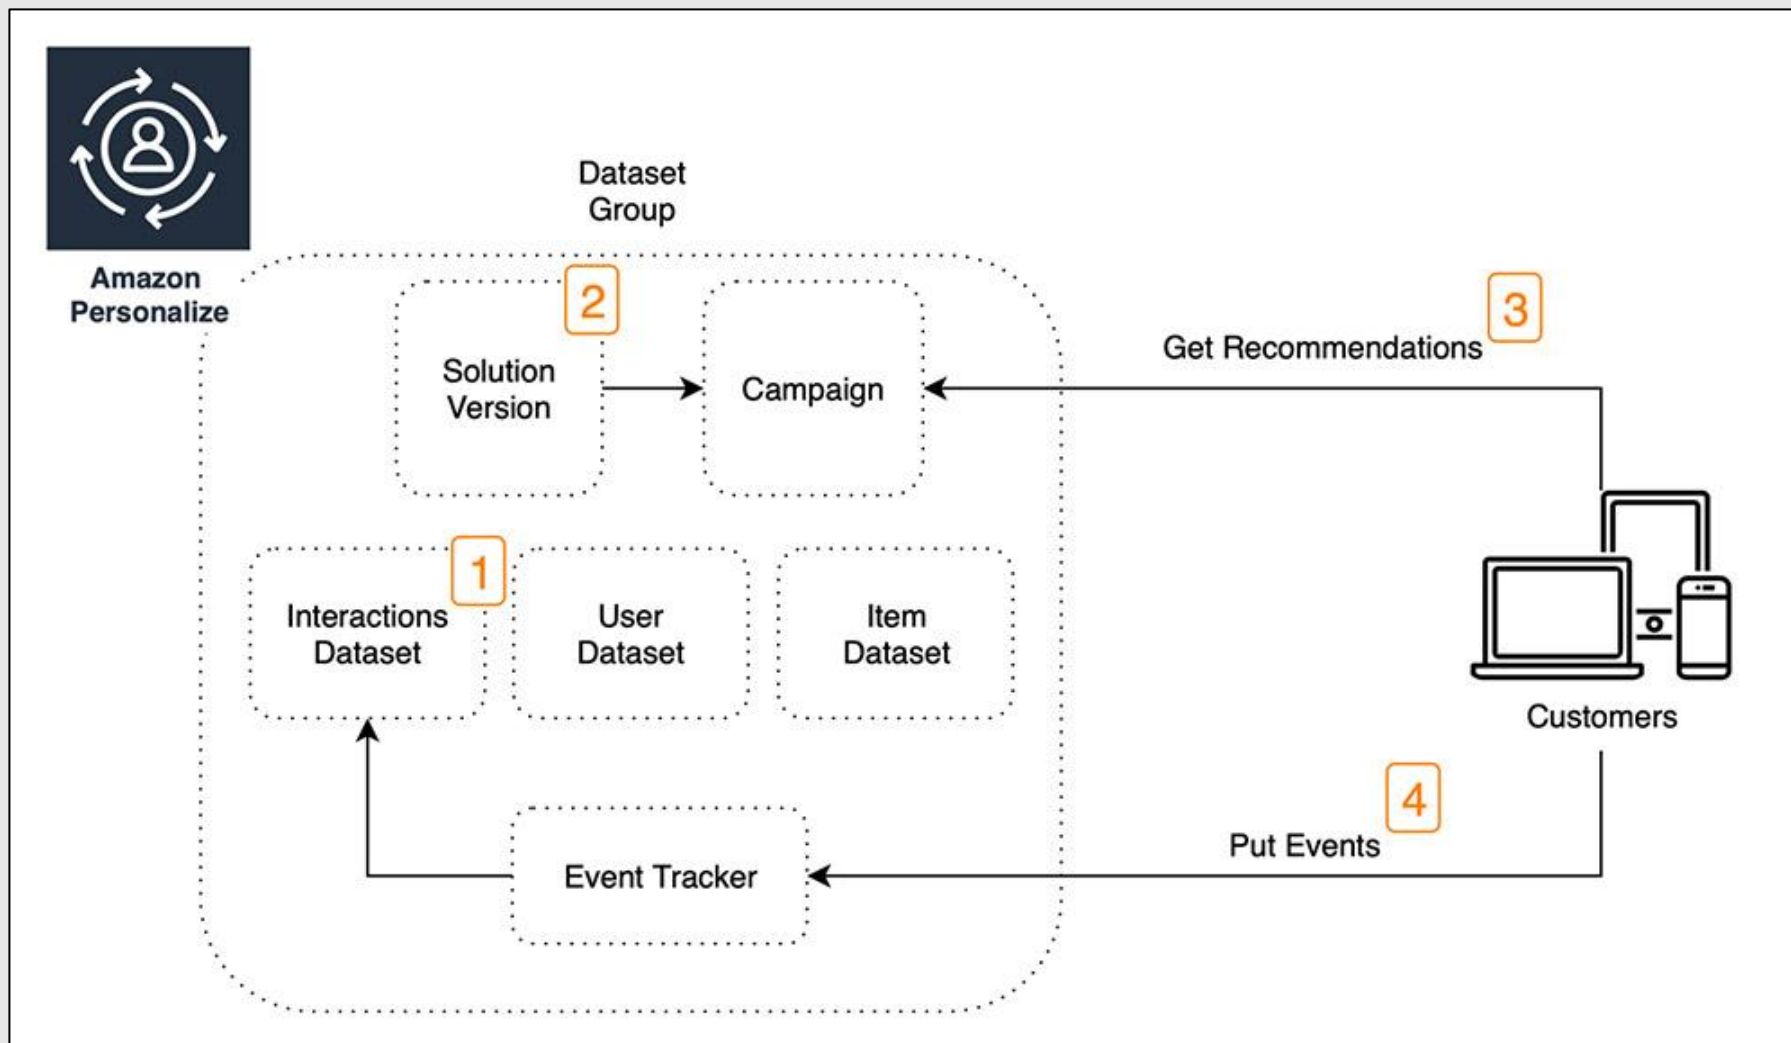 Amazon
Personalize
Dataset
Group
2
Solution
Version
Campaign
Get Recommendations
3
1
Interactions
Dataset
User
Dataset
Item
Dataset
Customers
4
Put Events
Event Tracker